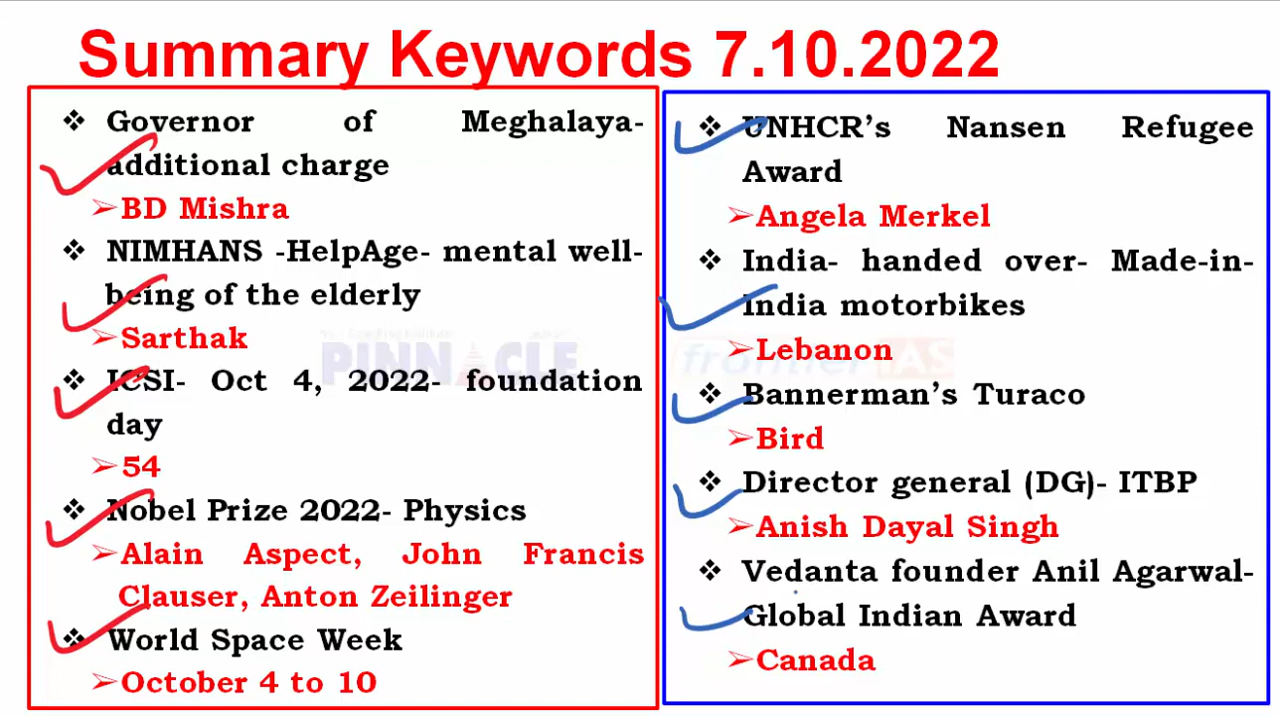 Summary Keywords 7.10.2022
❖ Governor of Meghalaya-
additional charge
➢BD Mishra
❖ NIMHANS -HelpAge- mental well-
being of the elderly
➢Sarthak
❖ ICSI- Oct 4, 2022- foundation
day
➢54
❖ Nobel Prize 2022- Physics
➢Alain Aspect, John Francis
Clauser, Anton Zeilinger
❖ World Space Week
➢October 4 to 10
❖ UNHCR's Nansen Refugee
Award
➢Angela Merkel
❖ India- handed over- Made-in-
India motorbikes
➢Lebanon
❖ Bannerman's Turaco
➢Bird
❖ Director general (DG)- ITBP
➢Anish Dayal Singh
❖ Vedanta founder Anil Agarwal-
Global Indian Award
➢Canada
PINNACLE
frontier IAS